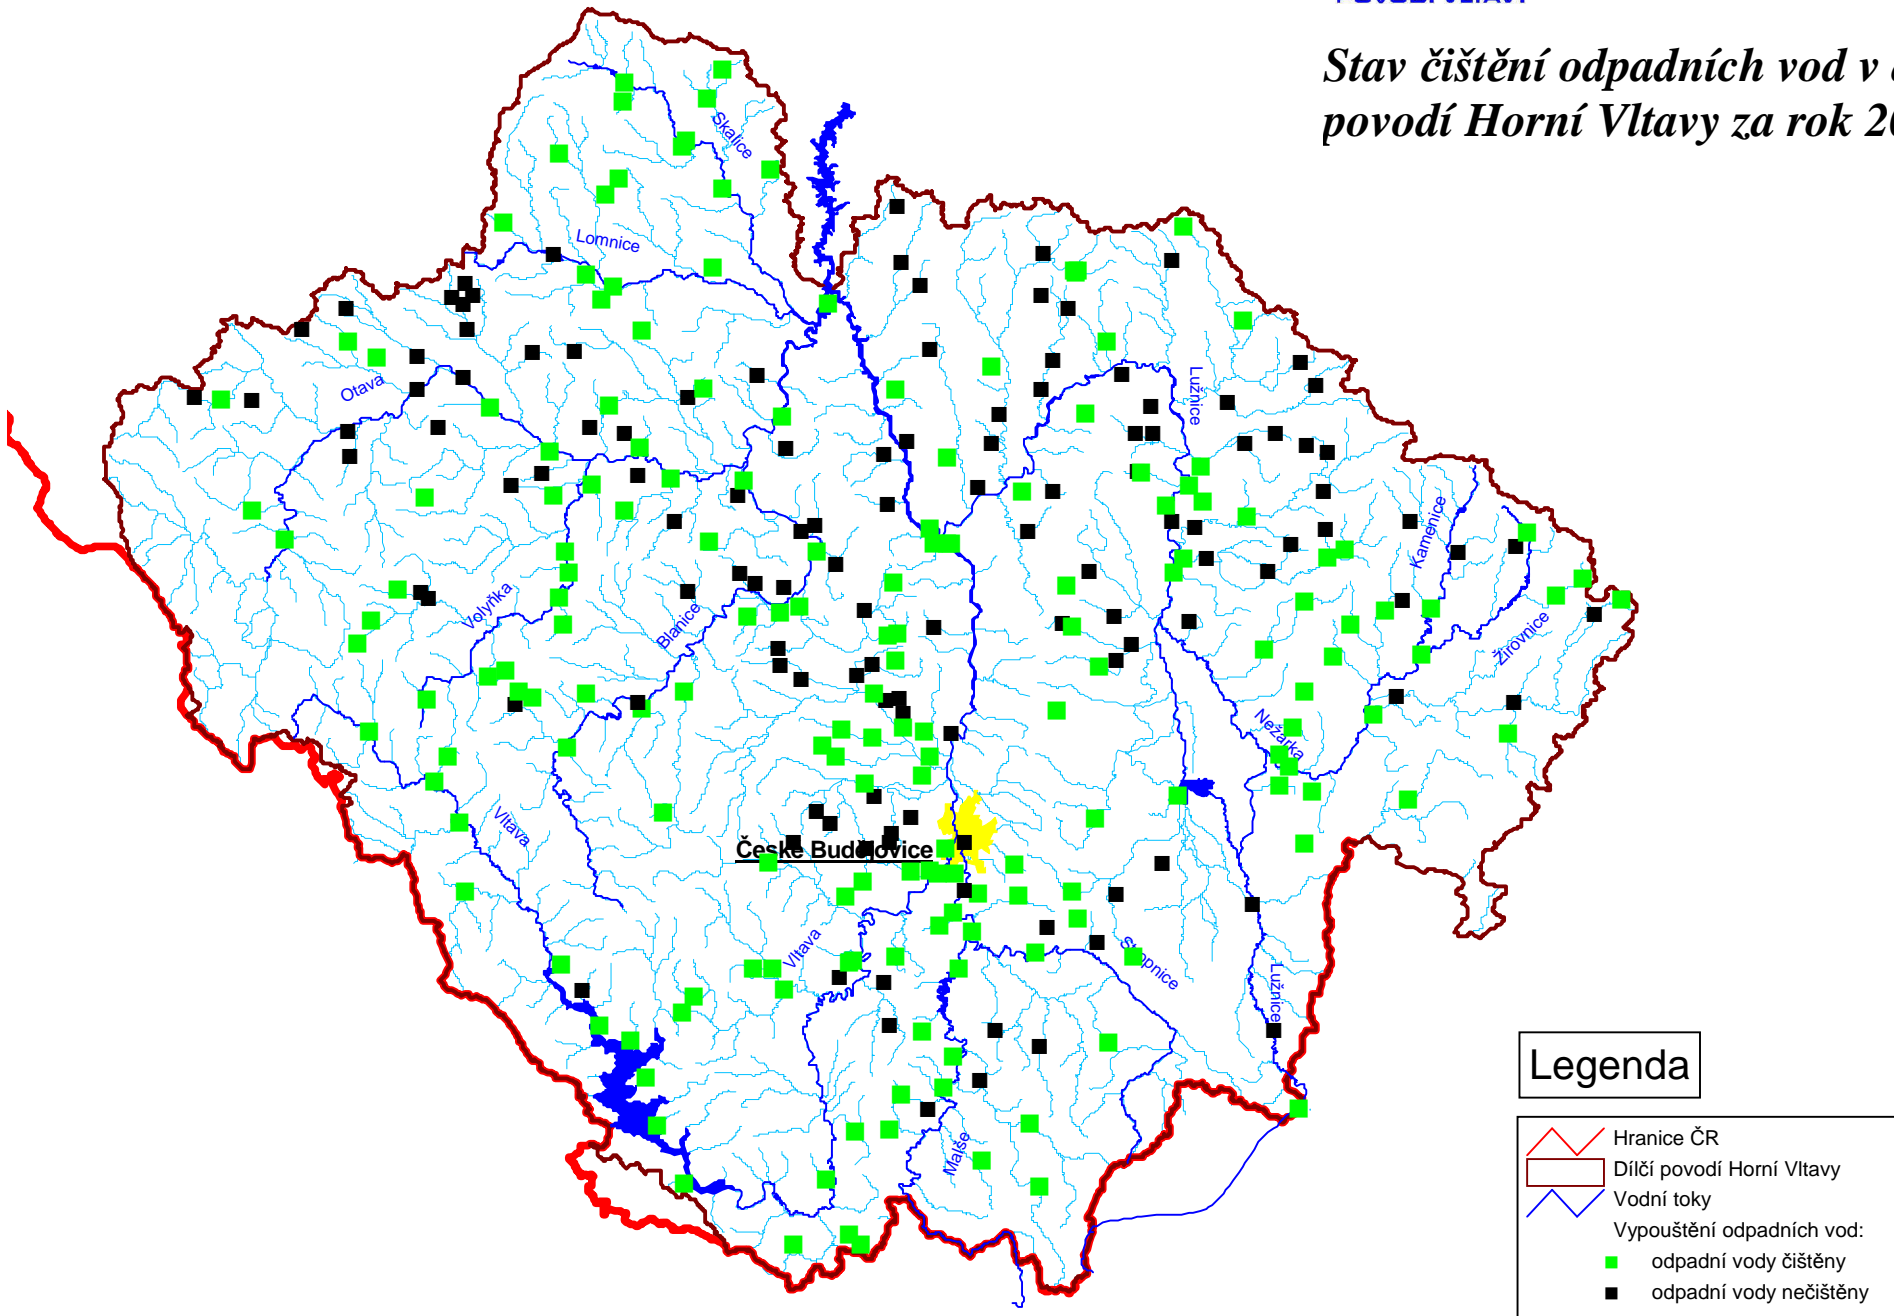 Stav čištění odpadních vod v
povodí Horní Vltavy za rok
Skalice
Lomnice
Otava
Lužnice
Kamenice
Volyňka
Blanice
Žirovnice
Nežárka
Vltava
České Budějovice
Vltava
Stropnice
Lužnice
Malše
Legenda
Hranice ČR
Dílčí povodí Horní Vltavy
Vodní toky
Vypouštění odpadních vod:
odpadní vody čištěny
odpadní vody nečištěny